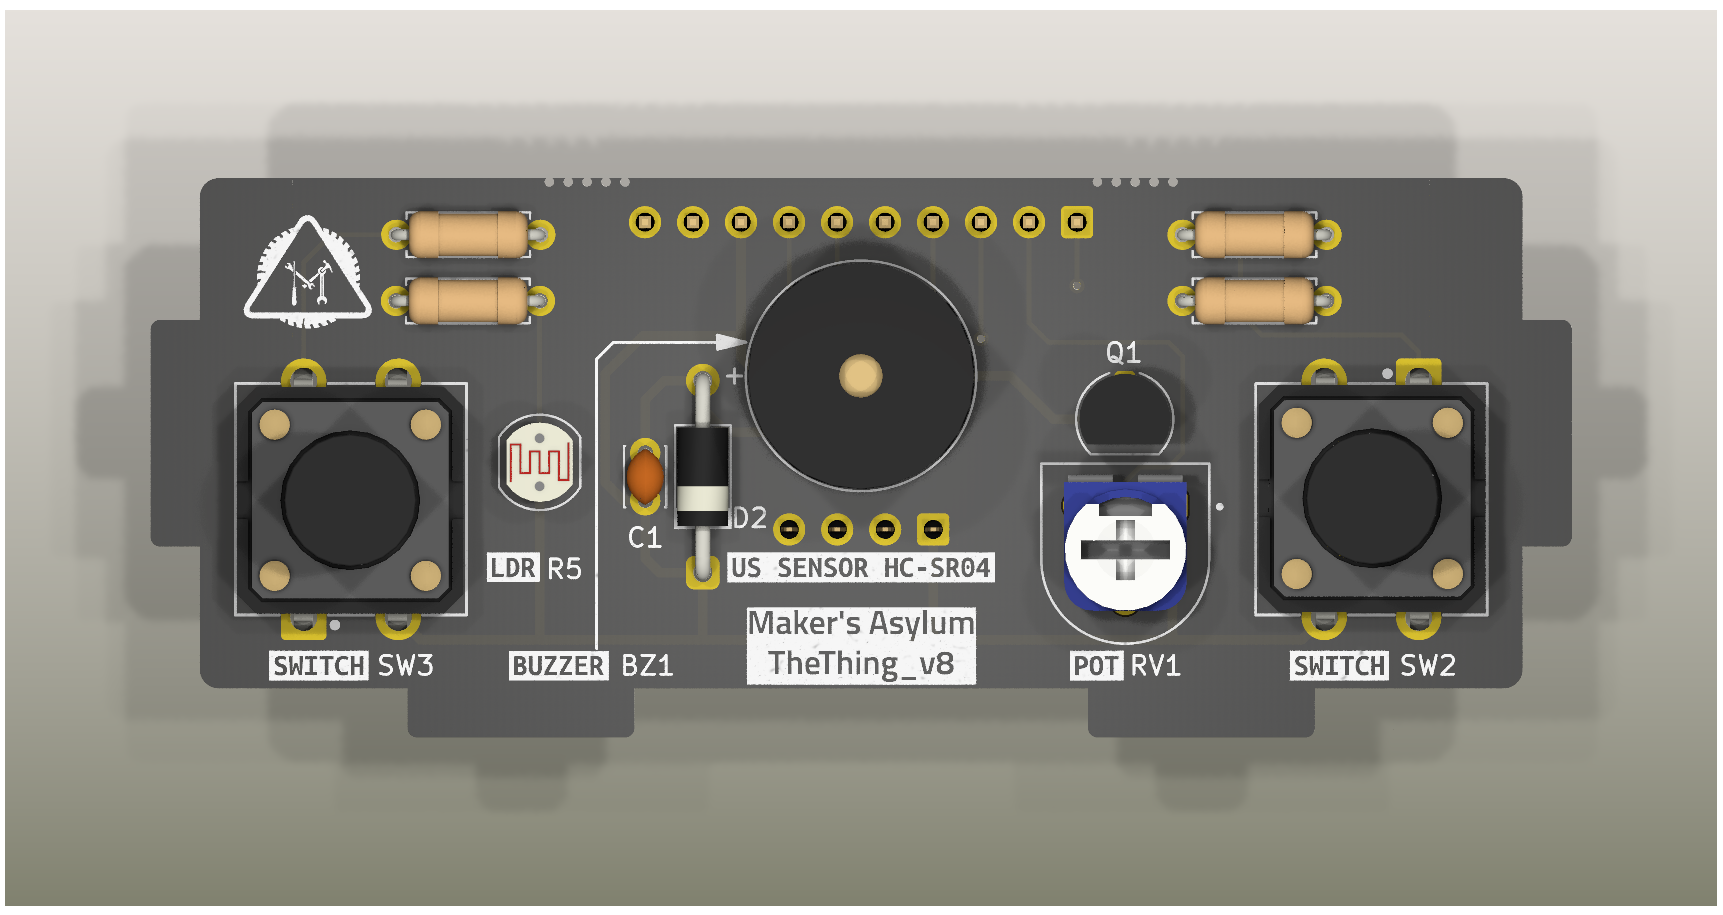 Q1
+
D2
C1
LDR R5
US SENSOR HC-SR04
Maker's Asylum
TheThing_v8
SWITCH SW3
BUZZER BZ1
POT RV1
SWITCH SW2